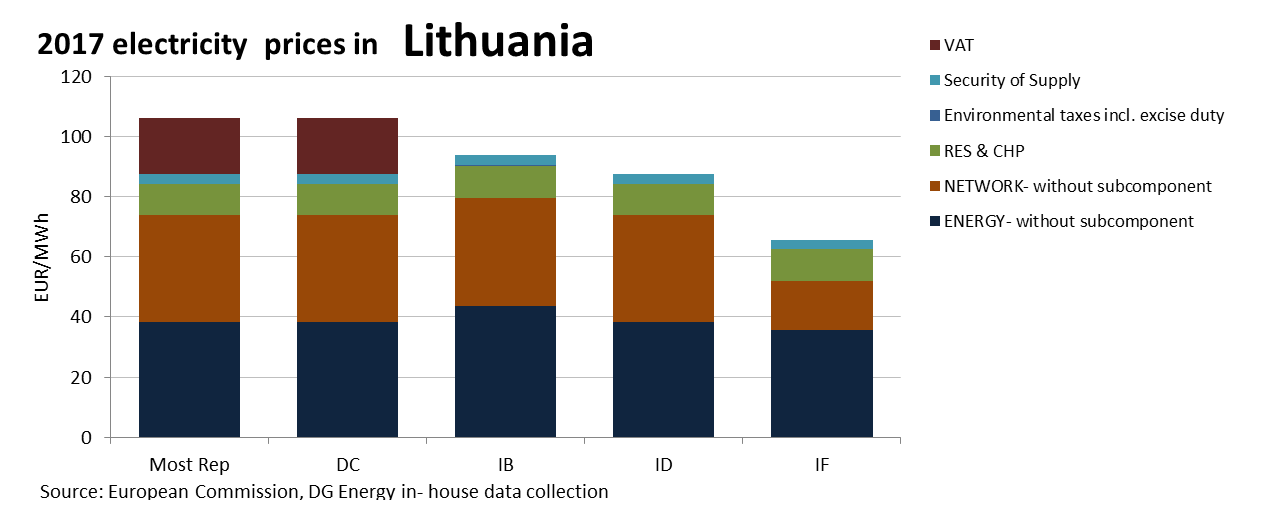 2017 electricity prices in Lithuania
VAT
Security of Supply
Environmental taxes incl. excise duty
RES & CHP
NETWORK- without subcomponent
ENERGY- without subcomponent
EUR/MWh
120
100
80
60
40
20
0
Most Rep DC IB ID IF
Source: European Commission, DG Energy in- house data collection